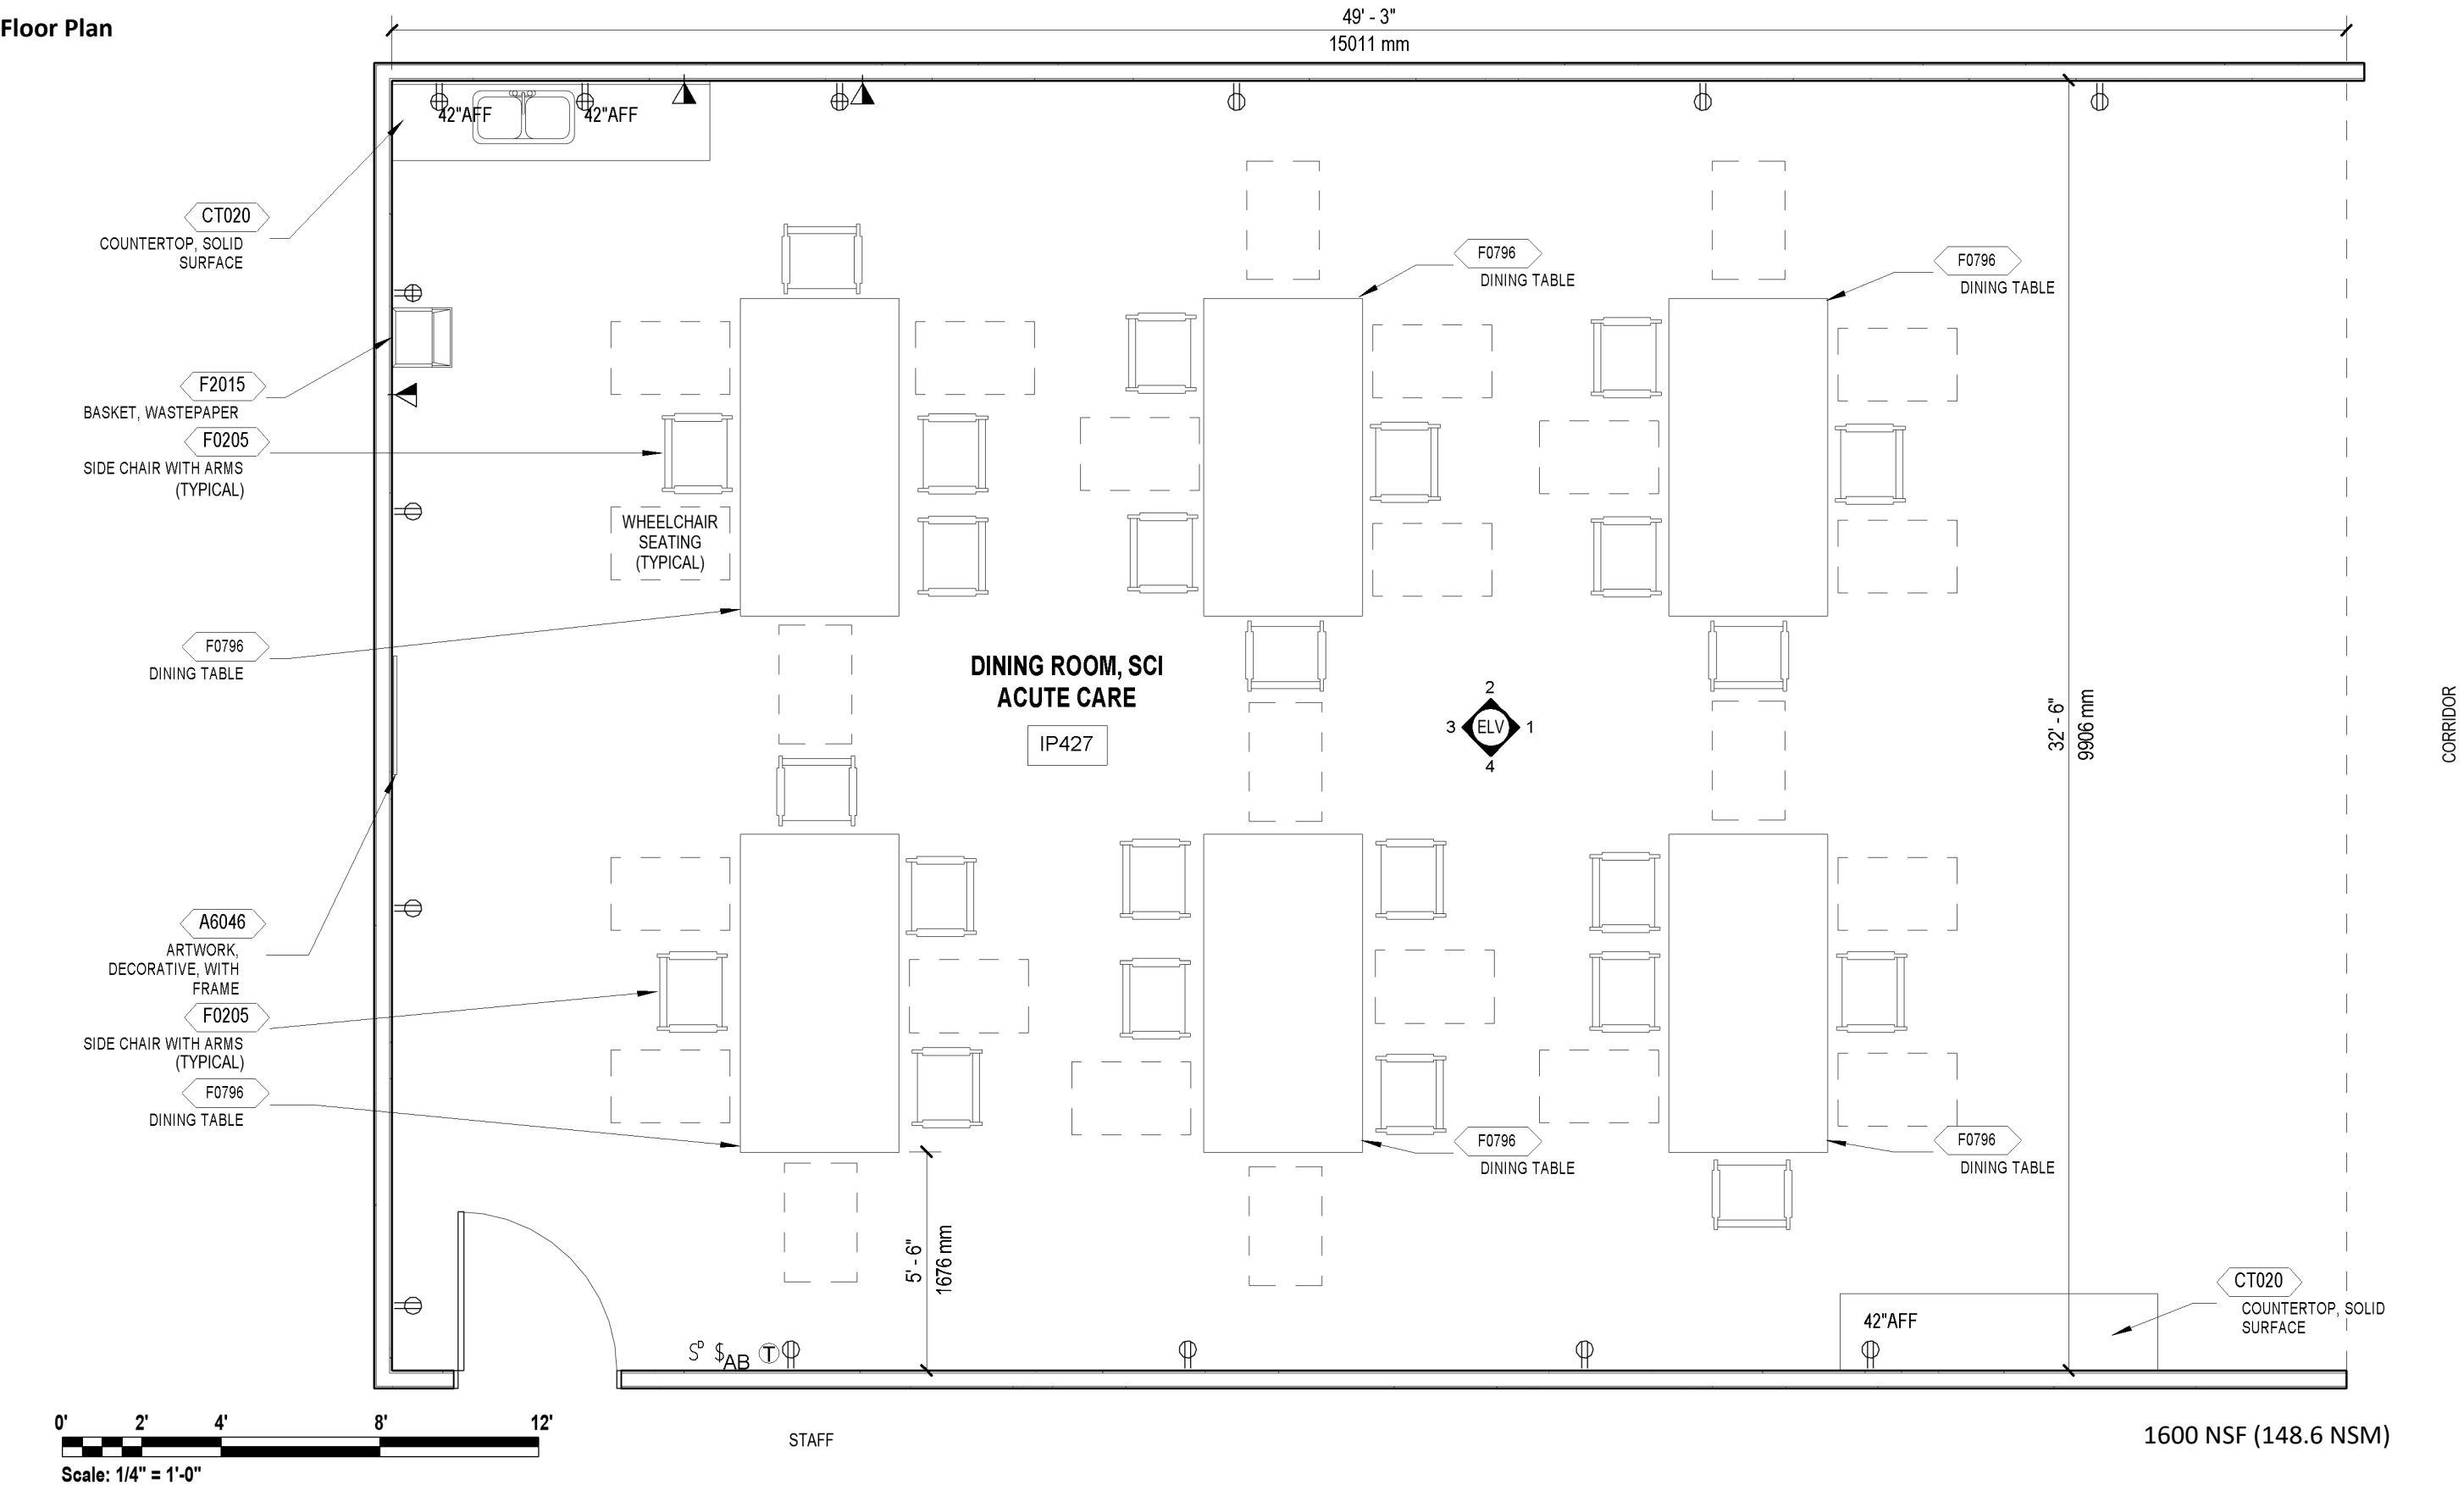 Floor Plan
49' - 3"
15011 mm
42"AFF
42"AFF
CT020
COUNTERTOP, SOLID
SURFACE
F0796
DINING TABLE
F0796
DINING TABLE
F2015
BASKET, WASTEPAPER
F0205
SIDE CHAIR WITH ARMS
(TYPICAL)
WHEELCHAIR
SEATING
(TYPICAL)
F0796
DINING TABLE
DINING ROOM, SCI
ACUTE CARE
IP427
2
3 ELV 1
4
32' - 6"
9906 mm
CORRIDOR
A6046
ARTWORK,
DECORATIVE, WITH
FRAME
F0205
SIDE CHAIR WITH ARMS
(TYPICAL)
F0796
DINING TABLE
F0796
DINING TABLE
F0796
DINING TABLE
5' - 6"
1676 mm
CT020
COUNTERTOP, SOLID
SURFACE
42"AFF
SD $AB T
0' 2' 4' 8' 12'
Scale: 1/4" = 1'-0"
STAFF
1600 NSF (148.6 NSM)